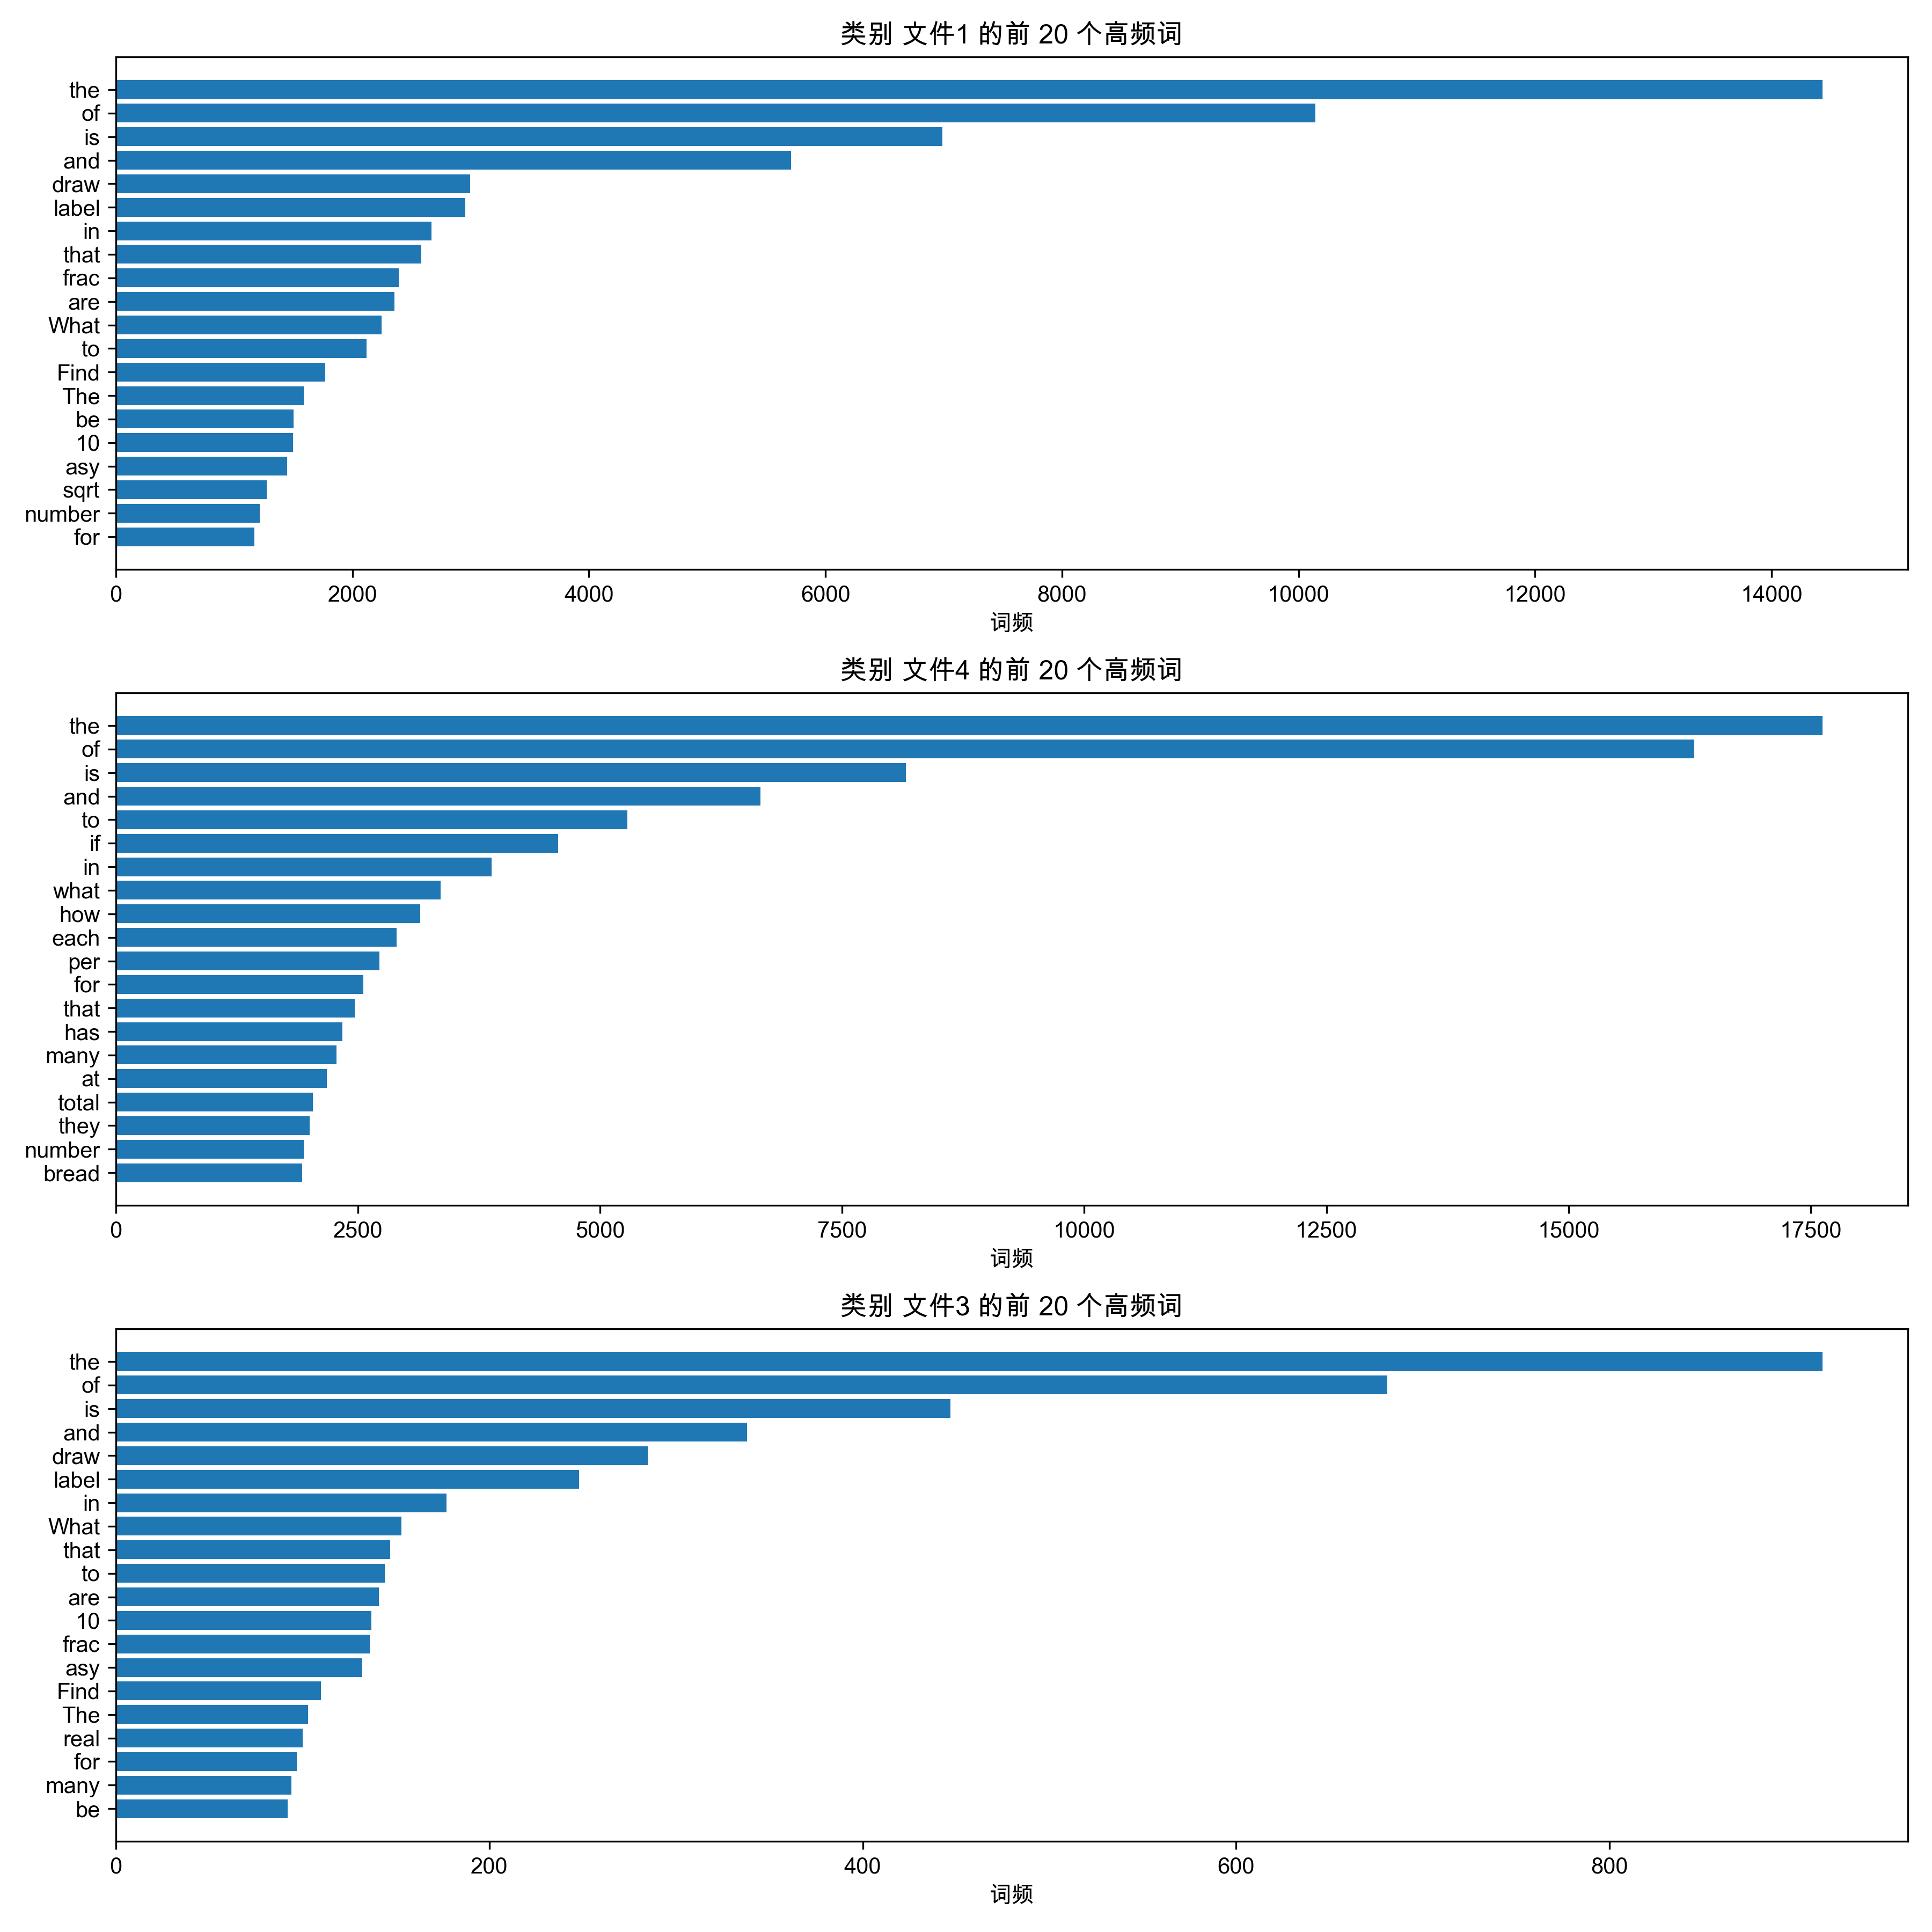 类别 文件1 的前 20 个高频词
the
of
is
and
draw
label
in
that
frac
are
What
to
Find
The
be
10
asy
sqrt
number
for
0 2000 4000 6000 8000 10000 12000 14000
词频
类别 文件4 的前 20 个高频词
the
of
is
and
to
if
in
what
how
each
per
for
that
has
many
at
total
they
number
bread
0 2500 5000 7500 10000 12500 15000 17500
词频
类别 文件3 的前 20 个高频词
the
of
is
and
draw
label
in
What
that
to
are
10
frac
asy
Find
The
real
for
many
be
0 200 400 600 800
词频